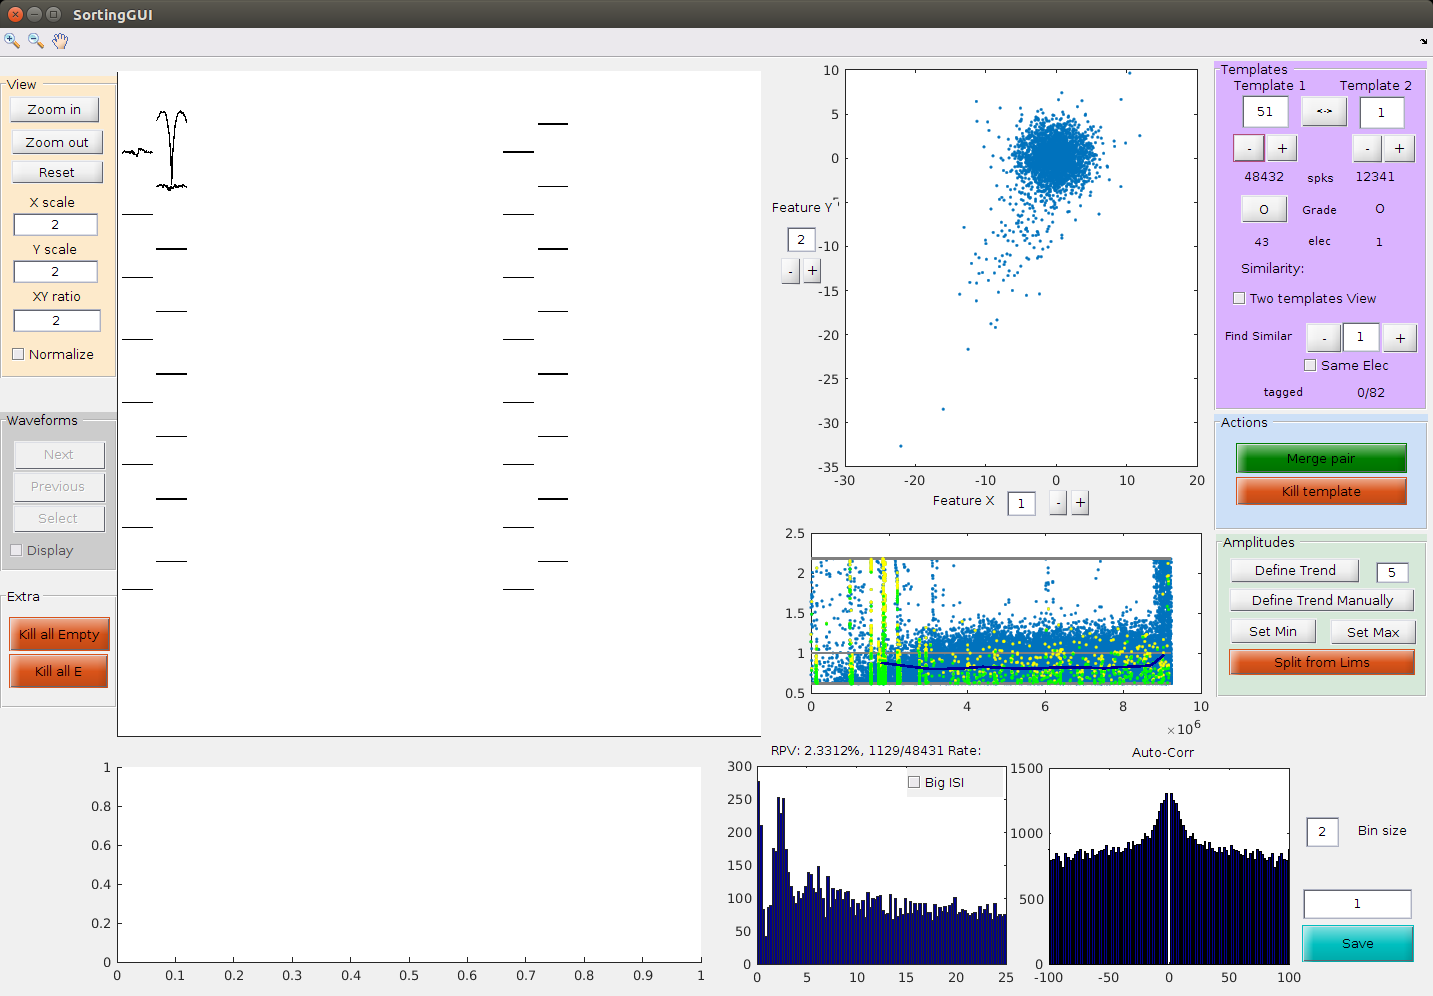 SortingGUI
View
Zoom in
Zoom out
Reset
X scale
2
Y scale
2
XY ratio
2
Normalize
Waveforms
Next
Previous
Select
Display
Extra
Kill all Empty
Kill all E
10
5
0
-5
-10
-15
-20
-25
-30
-35
-30 -20 -10 0 10 20
Feature Y
2
- +
Feature X 1 - +
Templates
Template 1 Template 2
51 <-> 1
- + - +
48432 spks 12341
O Grade O
43 elec 1
Similarity:
Two templates View
Find Similar - 1 +
Same Elec
tagged 0/82
Actions
Merge pair
Kill template
Amplitudes
Define Trend 5
Define Trend Manually
Set Min Set Max
Split from Lims
2.5
2
1.5
1
0.5
0 2 4 6 8 10
×10^6
1
0.8
0.6
0.4
0.2
0
0 0.1 0.2 0.3 0.4 0.5 0.6 0.7 0.8 0.9 1
RPV: 2.3312%, 1129/48431 Rate:
Big ISI
300
250
200
150
100
50
0
0 5 10 15 20 25
Auto-Corr
1500
1000
500
0
-100 -50 0 50 100
2 Bin size
1
Save